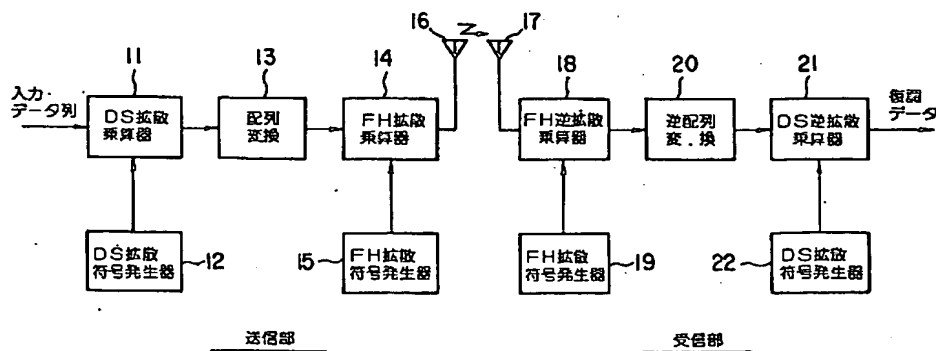 16
17
11
13
14
18
20
21
入力・
データ列
DS拡散
乗算器
配列
変換
FH拡散
乗算器
FH逆拡散
乗算器
逆配列
変.換
DS逆拡散
乗算器
復調
データ
DS拡散
符号発生器
12
15
FH拡散
符号発生器
FH拡散
符号発生器
19
22
DS拡散
符号発生器
送信部
受信部